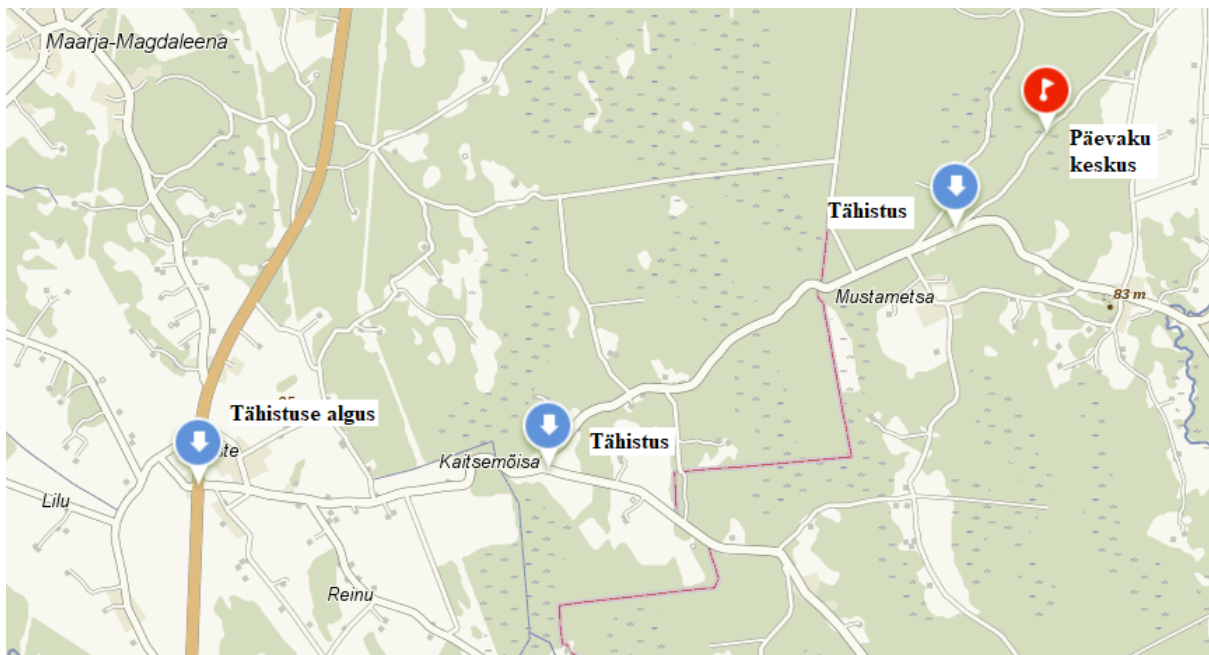 Maarja-Magdaleena
Päevaku
keskus
Tähistus
Mustametsa
83 m
Tähistuse algus
Tähistus
Kaitsemõisa
Lilu
Reinu